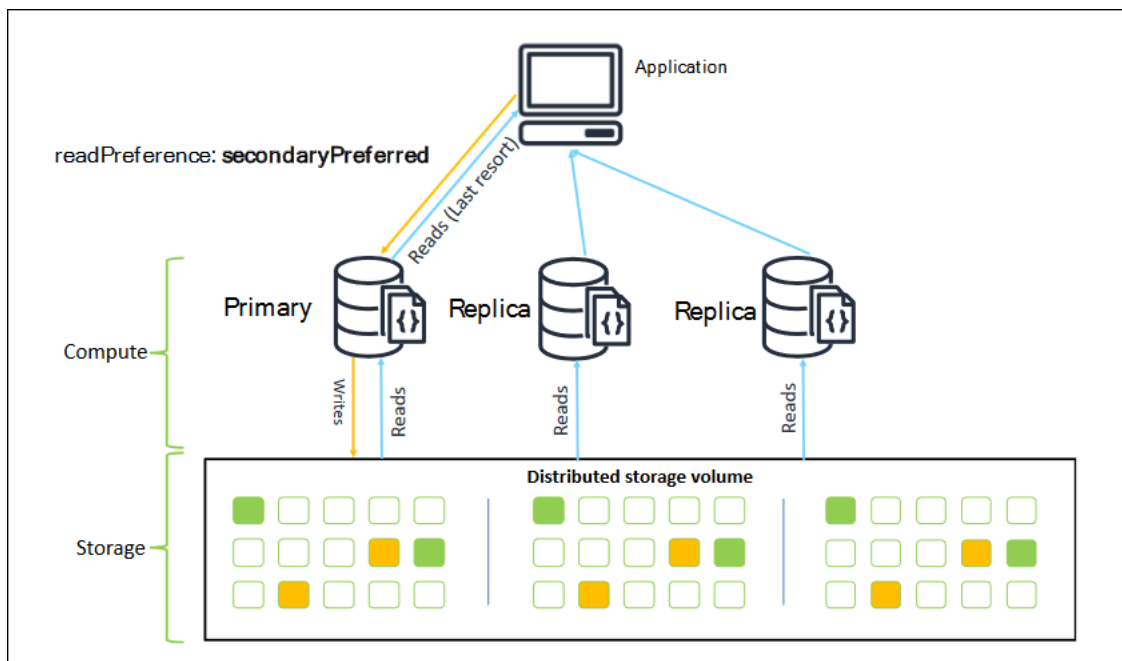 Application
readPreference: secondaryPreferred
Reads (Last resort)
Primary
Replica
Replica
Compute
Writes
Reads
Reads
Reads
Distributed storage volume
Storage